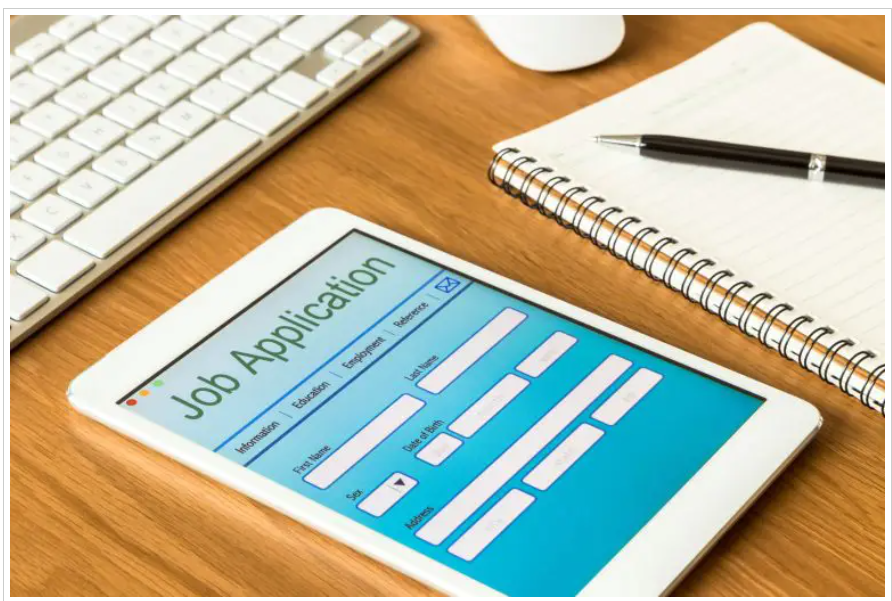 Job Application
Information | Education | Employment | Reference |
First Name Last Name
Sex Date of Birth
Address